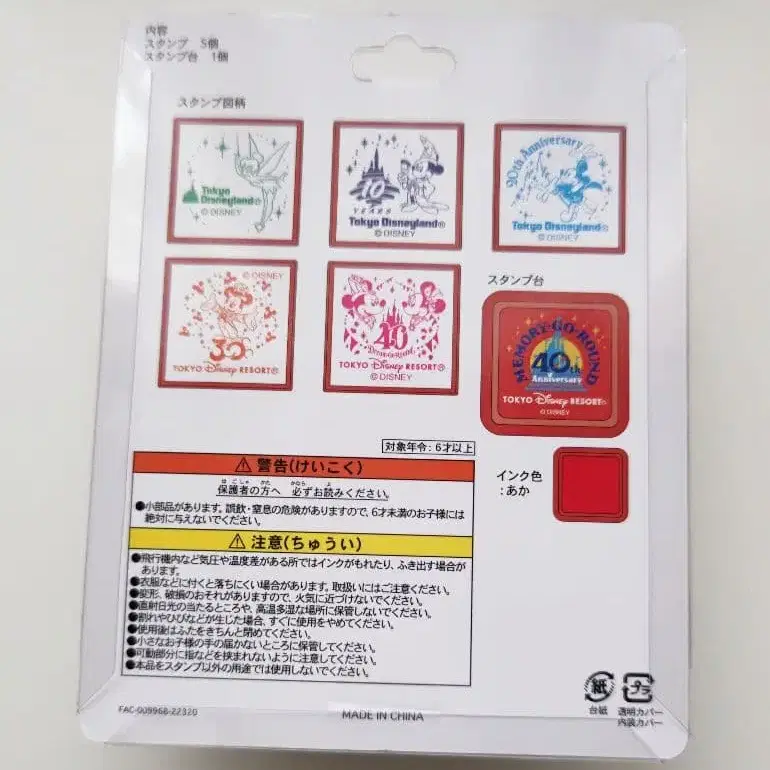 内容
スタンプ 5個
スタンプ台 1個
スタンプ図柄
Tokyo
Disneyland®
© DISNEY
10
YEARS
Tokyo Disneyland®
© DISNEY
20th Anniversary
Tokyo Disneyland®
© DISNEY
© DISNEY
30
TOKYO Disney RESORT®
40
TOKYO Disney RESORT®
© DISNEY
スタンプ台
MEMORY-GO-ROUND
40th
Anniversary
TOKYO Disney RESORT®
© DISNEY
インク色
:あか
対象年令:6才以上
⚠ 警告(けいこく)
ほごしゃ かた かなら よ
保護者の方へ 必ずお読みください。
●小部品があります。誤飲・窒息の危険がありますので、6才未満のお子様には
絶対に与えないでください。
⚠ 注意(ちゅうい)
●飛行機内など気圧や温度差がある所ではインクがもれたり、ふき出す場合が
あります。
●衣服などに付くと落ちにくい場合があります。取扱いにはご注意ください。
●変形、破損のおそれがありますので、火気に近づけないでください。
●直射日光の当たるところや、高温多湿な場所に保管しないでください。
●割れやひびなどが生じた場合、すぐに使用をやめてください。
●使用後はふたをきちんと閉めてください。
●小さなお子様の手の届かないところに保管してください。
●可動部分に指などを挟まれないように注意してください。
●本品をスタンプ以外の用途では使用しないでください。
紙
台紙
プラ
透明カバー
内装カバー
FAC-009968-22320
MADE IN CHINA